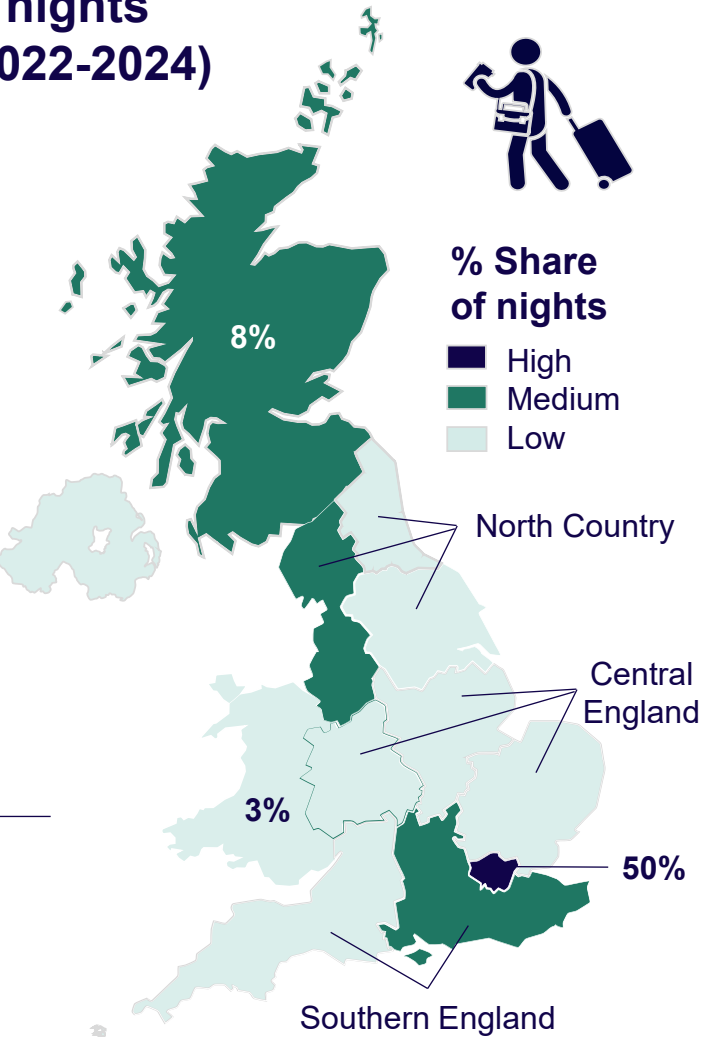 nights
022-2024)
% Share
of nights
High
Medium
Low
8%
North Country
Central
England
3%
50%
Southern England